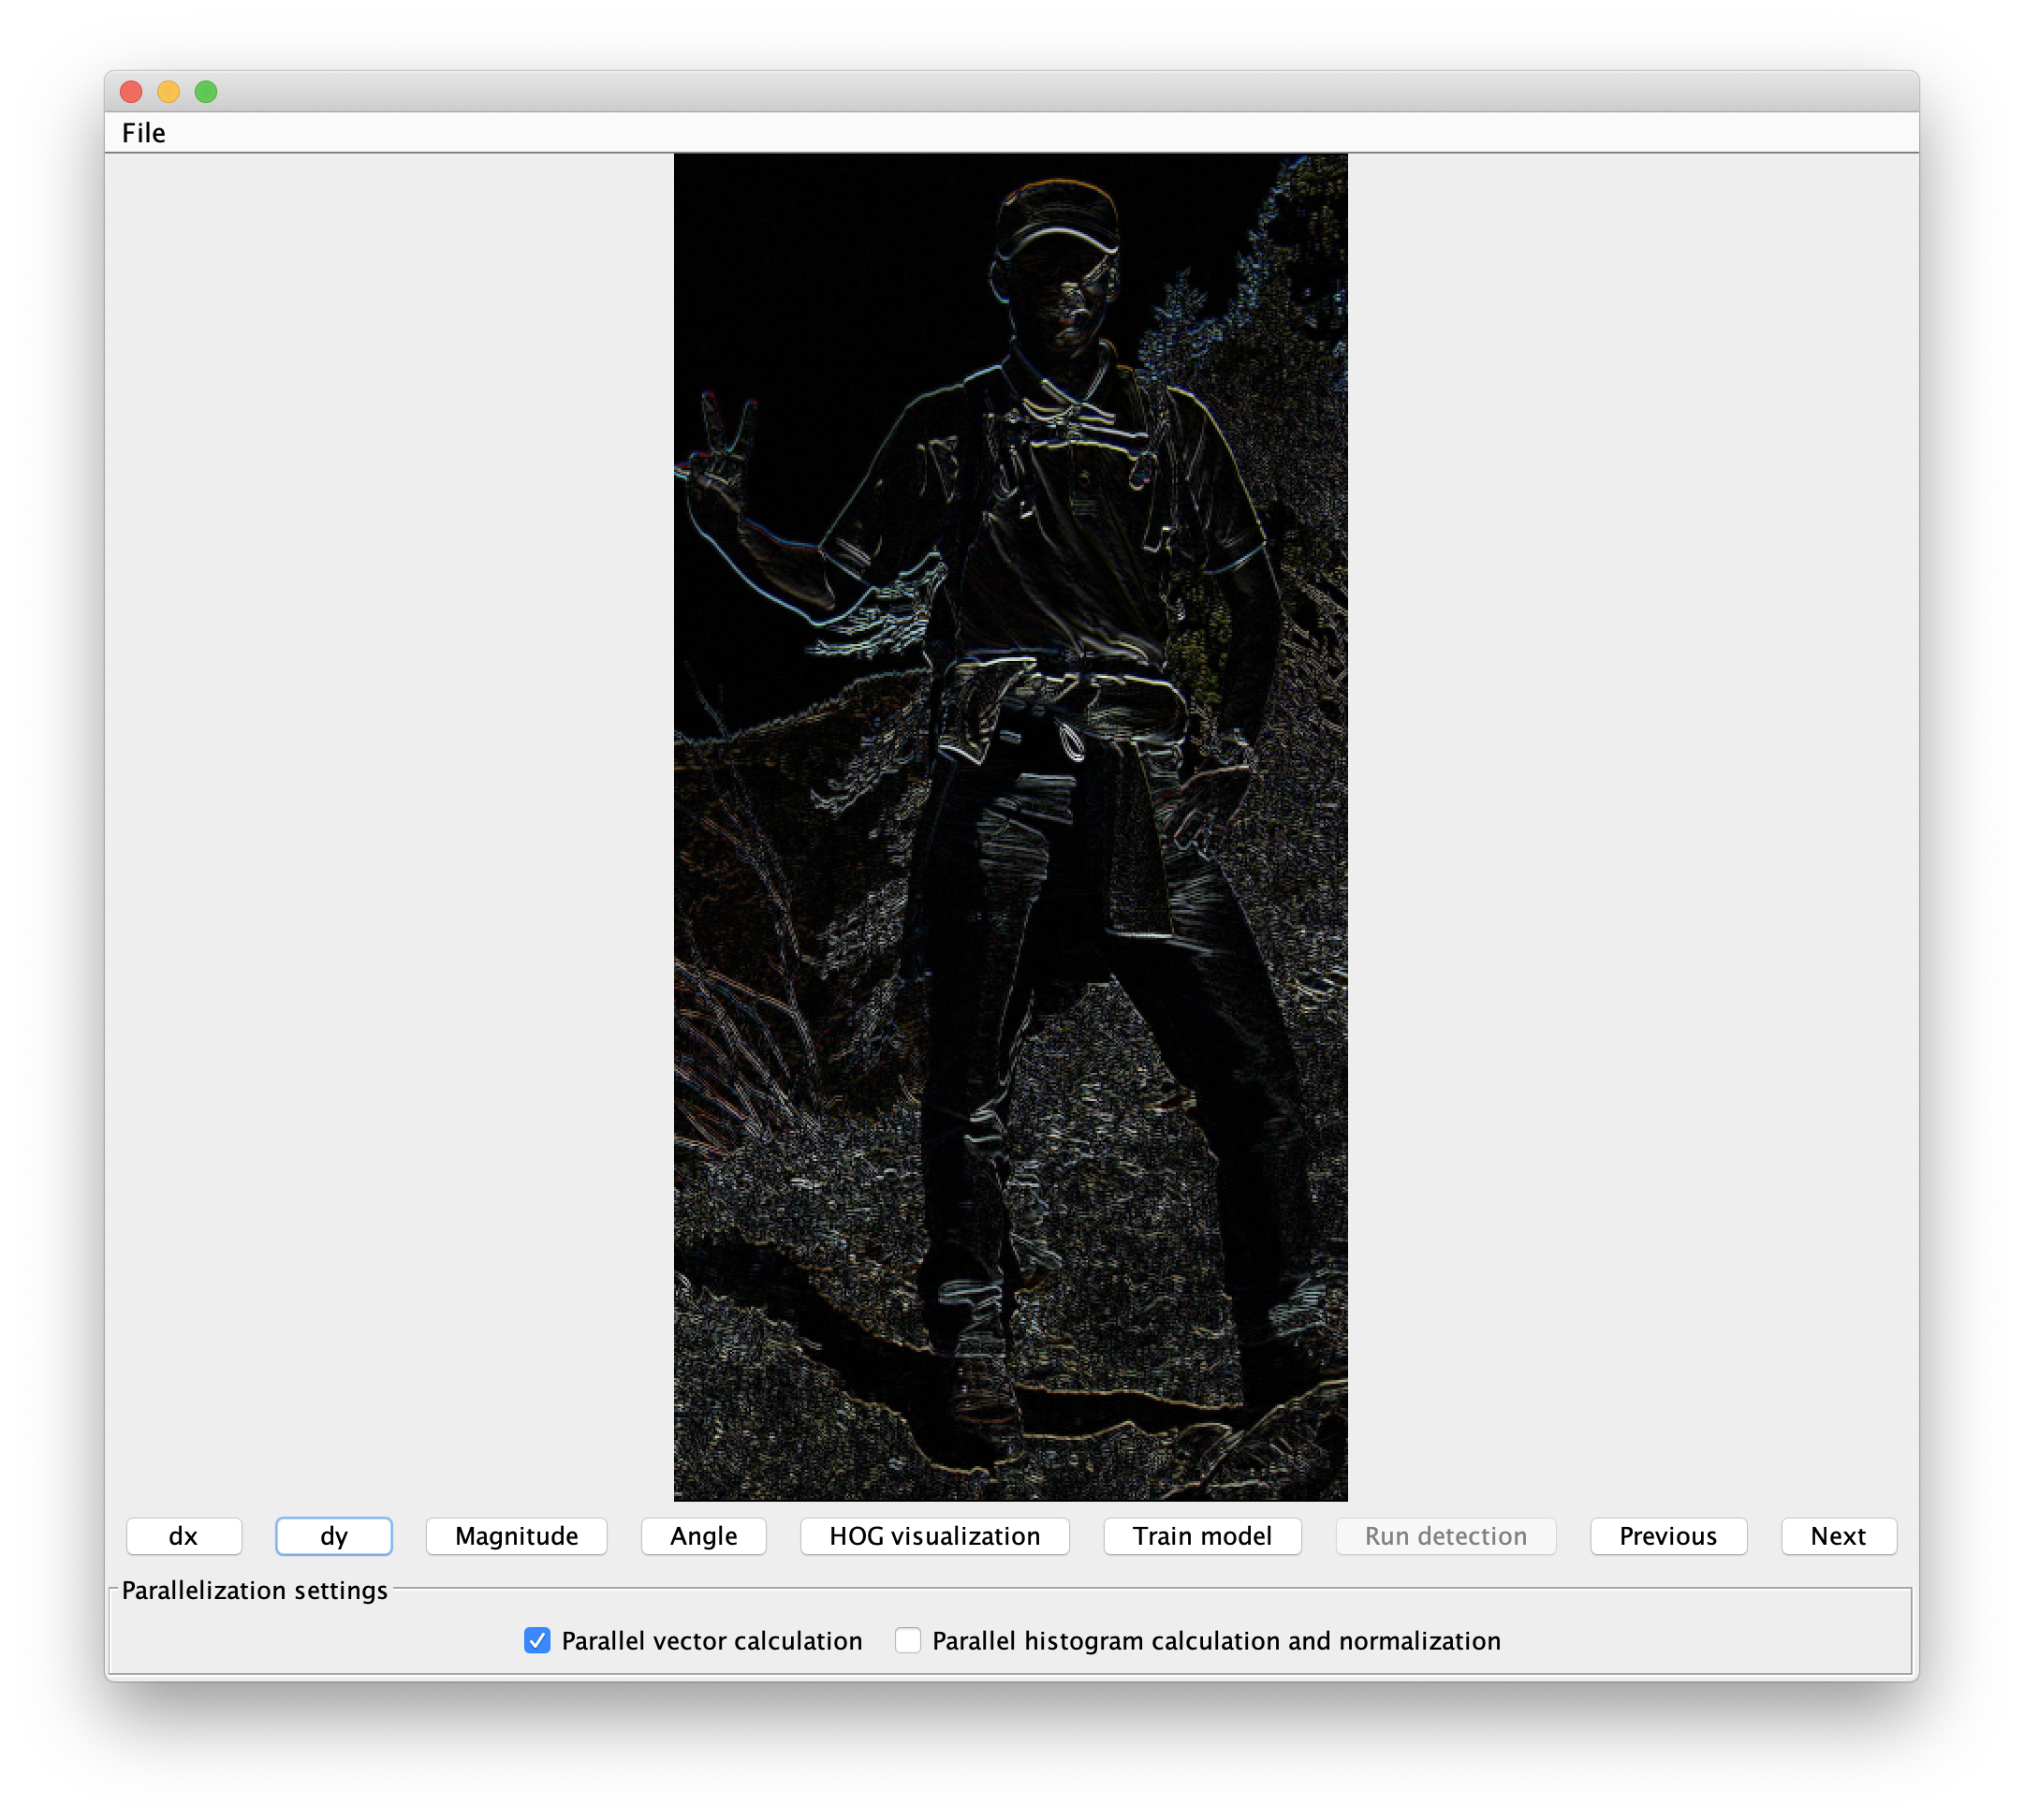 File
dx dy Magnitude Angle HOG visualization Train model Run detection Previous Next
Parallelization settings
Parallel vector calculation Parallel histogram calculation and normalization